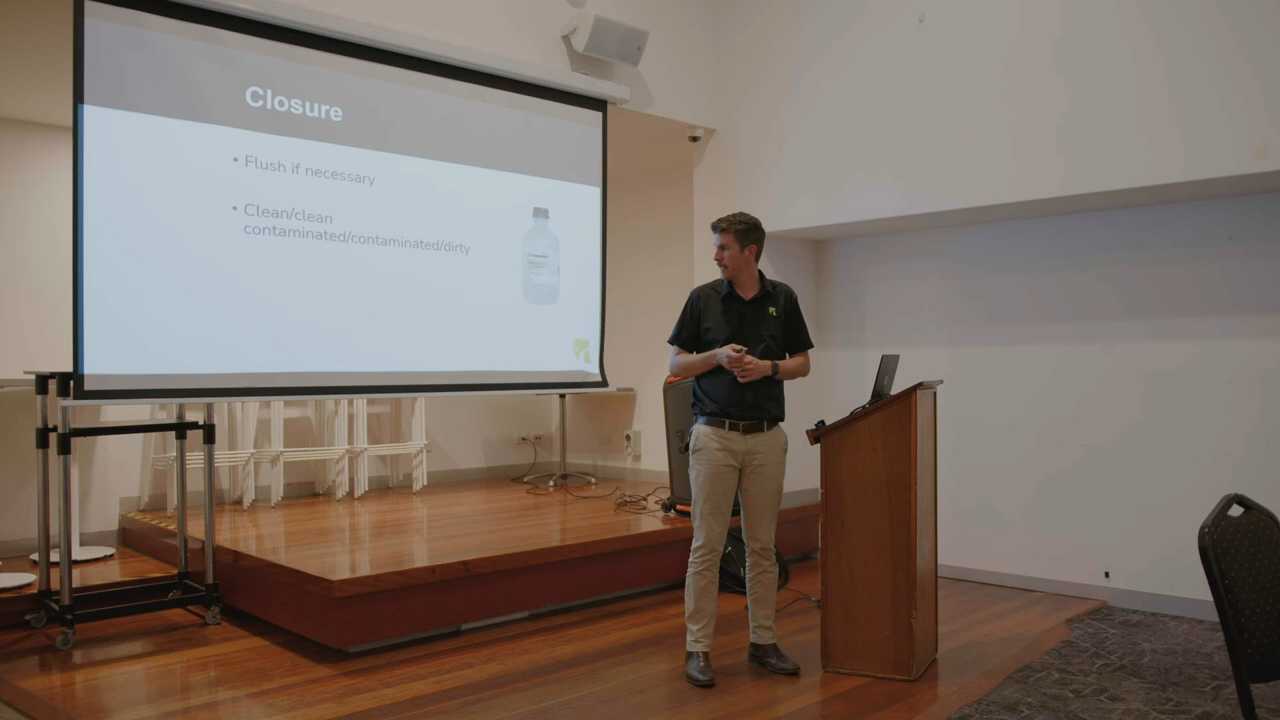 Closure
• Flush if necessary
• Clean/clean
contaminated/contaminated/dirty